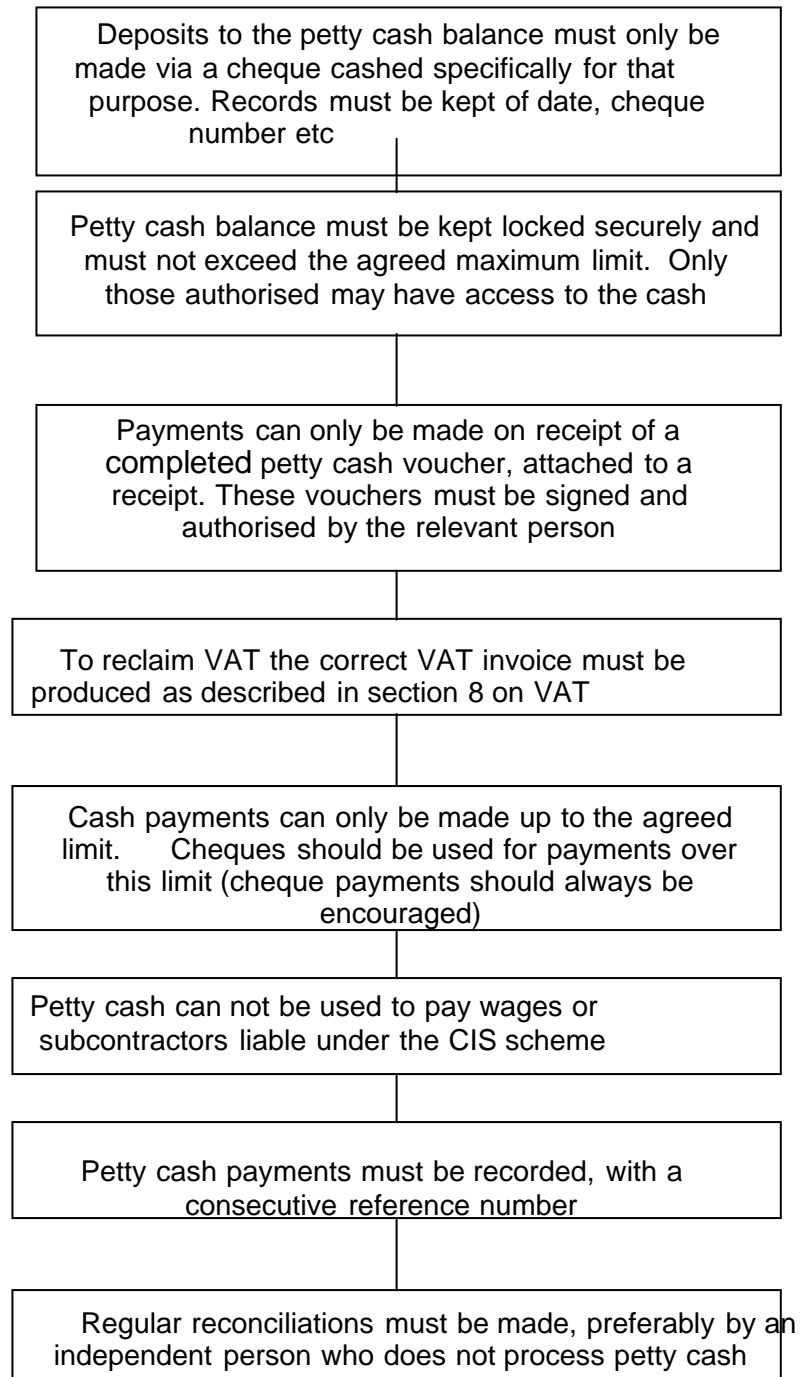 Deposits to the petty cash balance must only be
made via a cheque cashed specifically for that
purpose. Records must be kept of date, cheque
number etc
Petty cash balance must be kept locked securely and
must not exceed the agreed maximum limit. Only
those authorised may have access to the cash
Payments can only be made on receipt of a
completed petty cash voucher, attached to a
receipt. These vouchers must be signed and
authorised by the relevant person
To reclaim VAT the correct VAT invoice must be
produced as described in section 8 on VAT
Cash payments can only be made up to the agreed
limit. Cheques should be used for payments over
this limit (cheque payments should always be
encouraged)
Petty cash can not be used to pay wages or
subcontractors liable under the CIS scheme
Petty cash payments must be recorded, with a
consecutive reference number
Regular reconciliations must be made, preferably by an
independent person who does not process petty cash